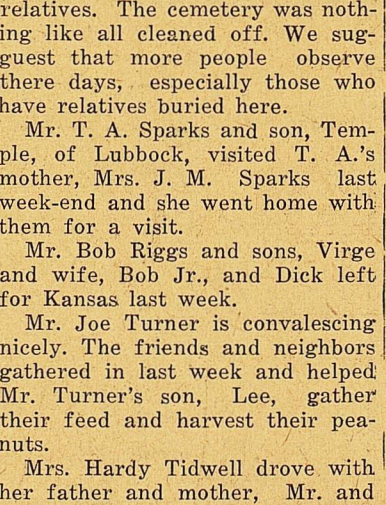 relatives. The cemetery was noth-
ing like all cleaned off. We sug-
guest that more people observe
there days, especially those who
have relatives buried here.
Mr. T. A. Sparks and son, Tem-
ple, of Lubbock, visited T. A.'s
mother, Mrs. J. M. Sparks last
week-end and she went home with
them for a visit.
Mr. Bob Riggs and sons, Virge
and wife, Bob Jr., and Dick left
for Kansas last week.
Mr. Joe Turner is convalescing
nicely. The friends and neighbors
gathered in last week and helped
Mr. Turner's son, Lee, gather
their feed and harvest their pea-
nuts.
Mrs. Hardy Tidwell drove with
her father and mother, Mr. and